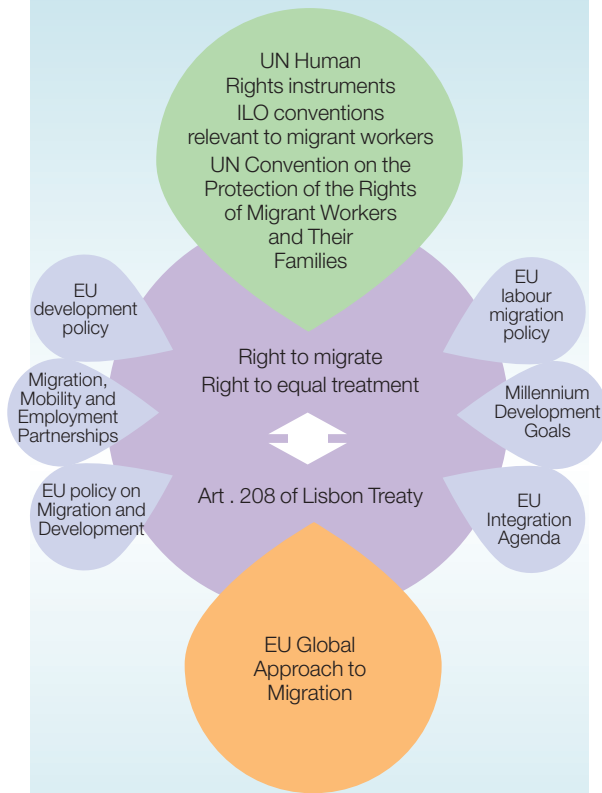 UN Human
Rights instruments
ILO conventions
relevant to migrant workers
UN Convention on the
Protection of the Rights
of Migrant Workers
and Their
Families
EU
development
policy
Migration,
Mobility and
Employment
Partnerships
EU policy on
Migration and
Development
Right to migrate
Right to equal treatment
Art . 208 of Lisbon Treaty
EU
labour
migration
policy
Millennium
Development
Goals
EU
Integration
Agenda
EU Global
Approach to
Migration